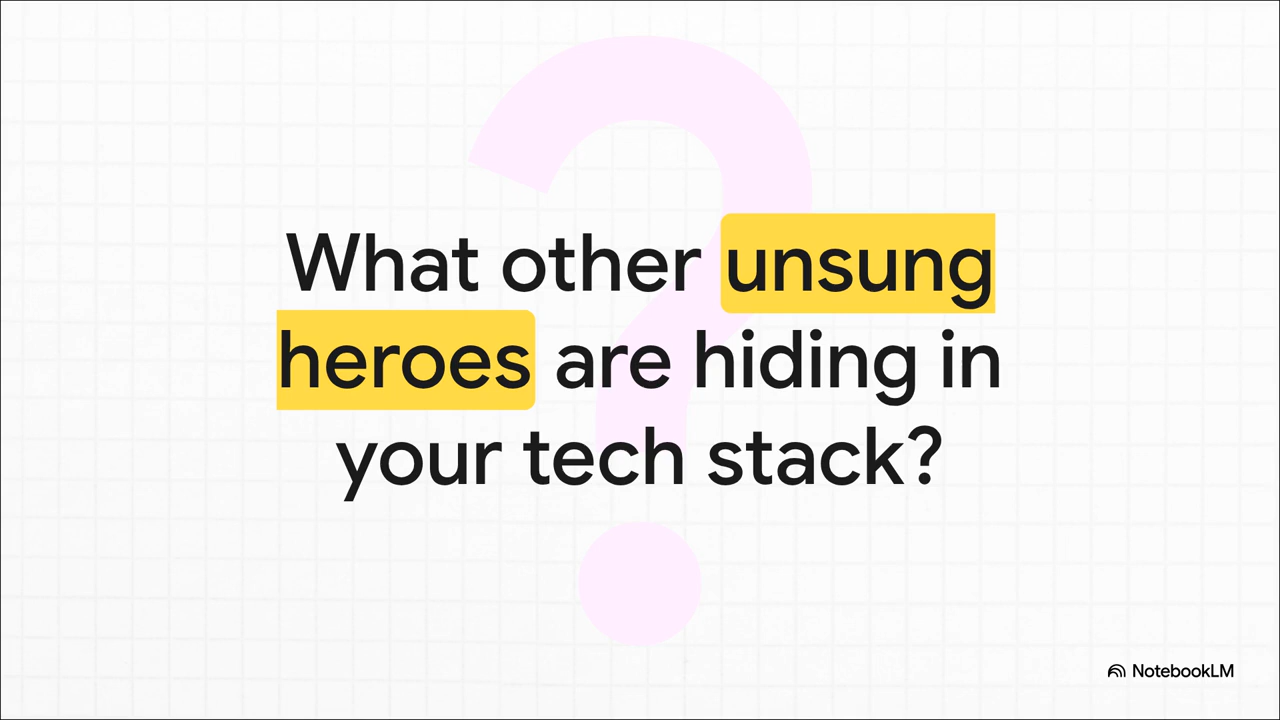 What other unsung
heroes are hiding in
your tech stack?
NotebookLM